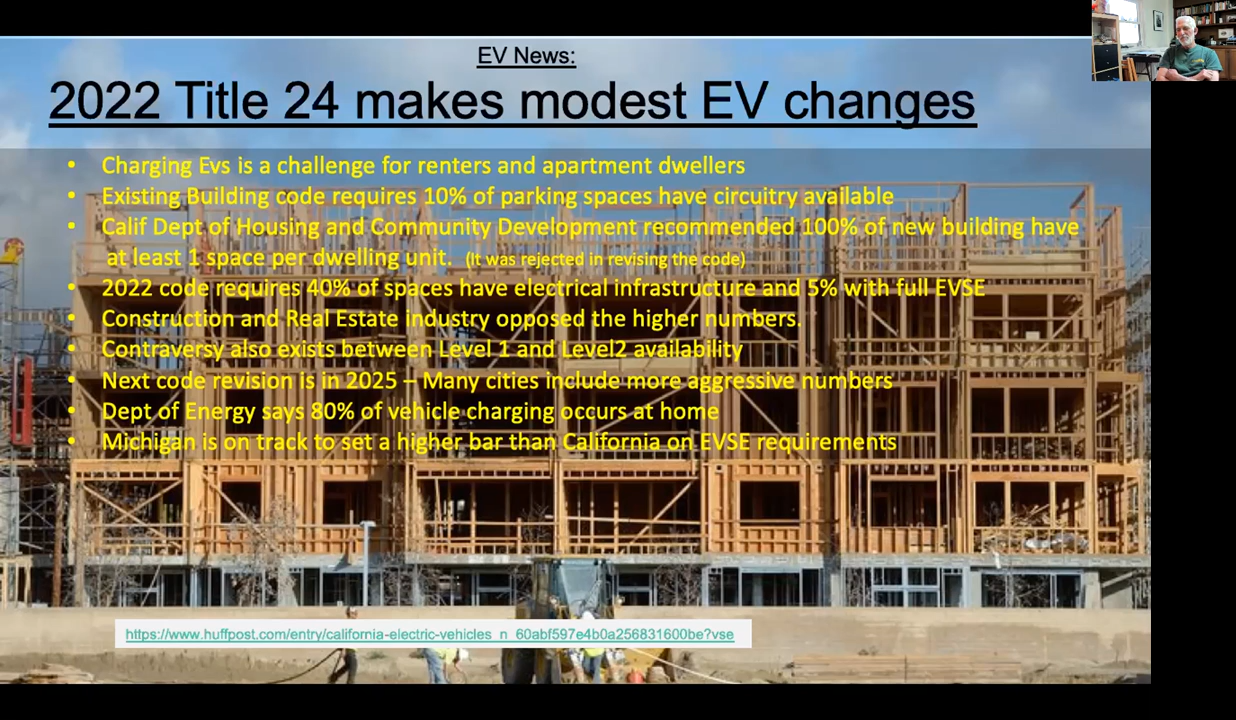 EV News:
2022 Title 24 makes modest EV changes
• Charging Evs is a challenge for renters and apartment dwellers
• Existing Building code requires 10% of parking spaces have circuitry available
• Calif Dept of Housing and Community Development recommended 100% of new building have
at least 1 space per dwelling unit. (It was rejected in revising the code)
• 2022 code requires 40% of spaces have electrical infrastructure and 5% with full EVSE
• Construction and Real Estate industry opposed the higher numbers.
• Contraversy also exists between Level 1 and Level2 availability
• Next code revision is in 2025 – Many cities include more aggressive numbers
• Dept of Energy says 80% of vehicle charging occurs at home
• Michigan is on track to set a higher bar than California on EVSE requirements
https://www.huffpost.com/entry/california-electric-vehicles_n_60abf597e4b0a256831600be?vse